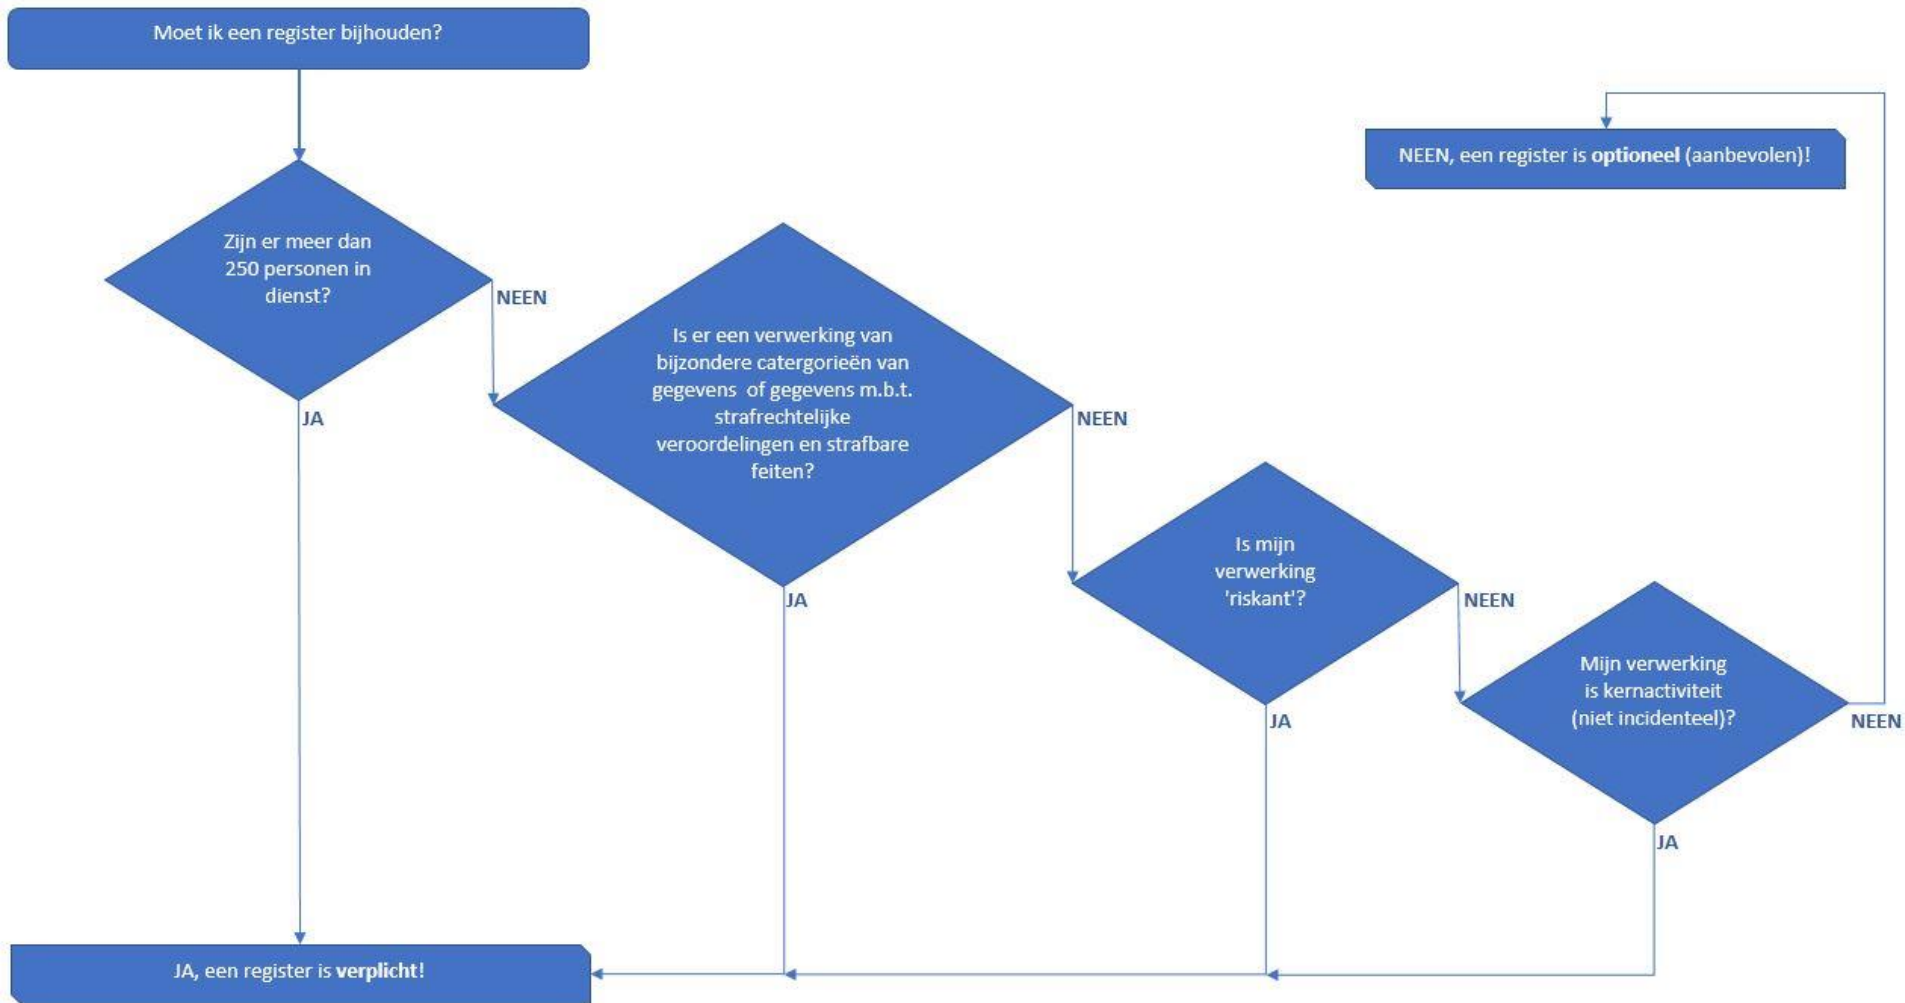 Moet ik een register bijhouden?
NEEN, een register is optioneel (aanbevolen)!
Zijn er meer dan
250 personen in
dienst?
NEEN
JA
Is er een verwerking van
bijzondere catergorieën van
gegevens of gegevens m.b.t.
strafrechtelijke
veroordelingen en strafbare
feiten?
NEEN
JA
Is mijn
verwerking
'riskant'?
NEEN
JA
Mijn verwerking
is kernactiviteit
(niet incidenteel)?
NEEN
JA
JA, een register is verplicht!